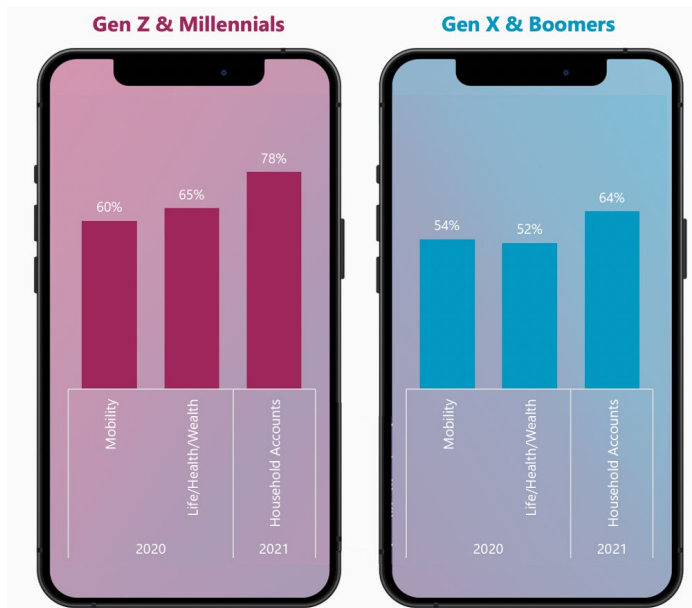 Gen Z & Millennials
60%
65%
78%
Mobility
Life/Health/Wealth
Household Accounts
2020
2021
Gen X & Boomers
54%
52%
64%
Mobility
Life/Health/Wealth
Household Accounts
2020
2021